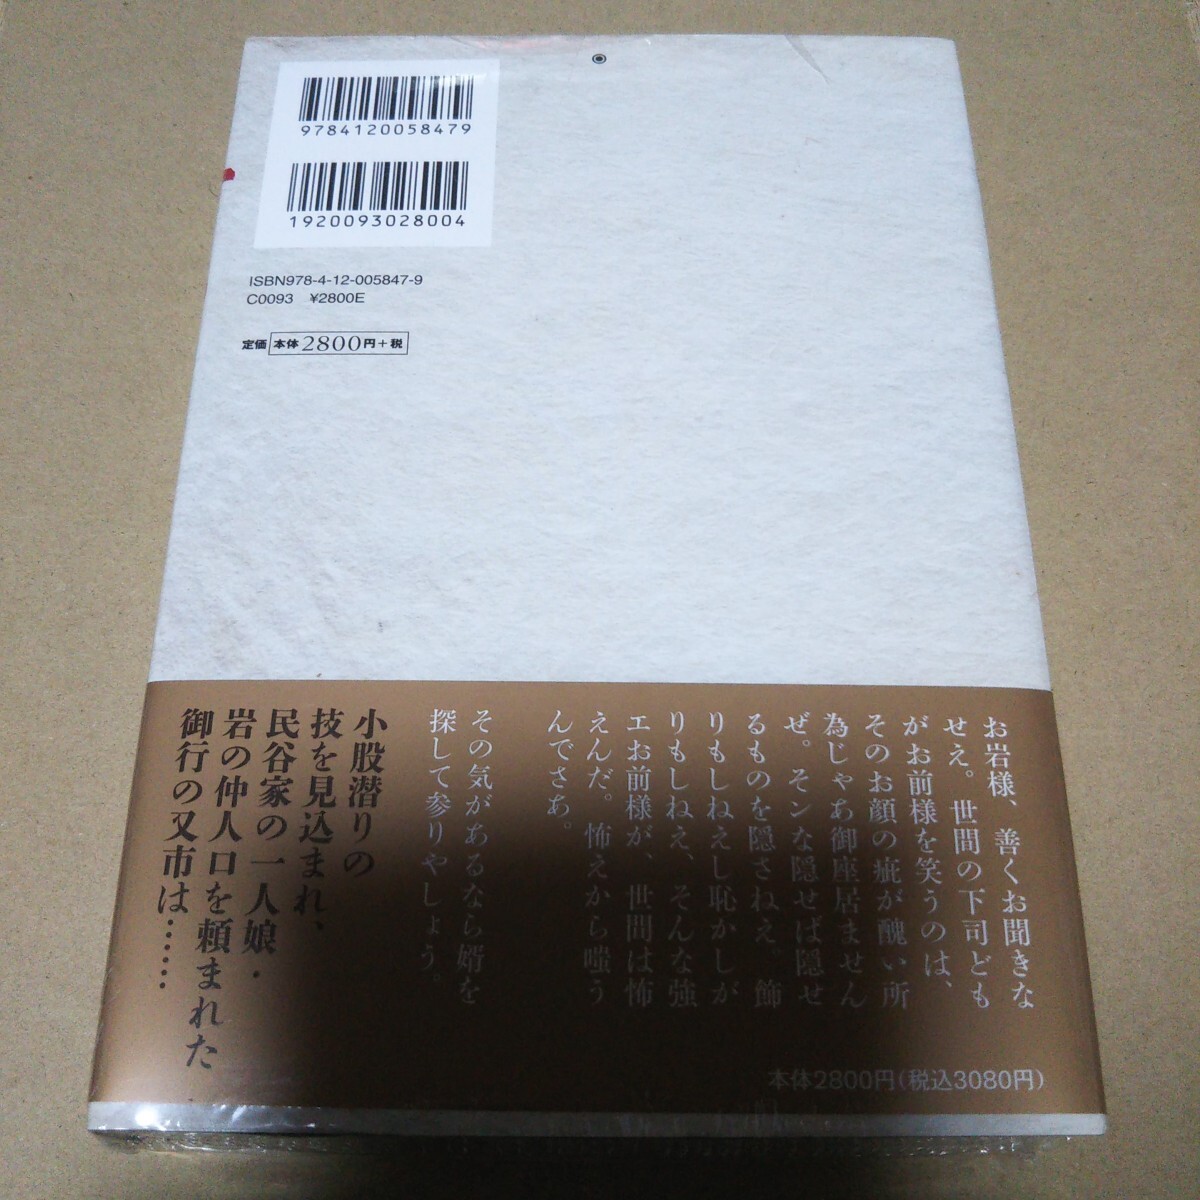 9784120058479
1920093028004
ISBN978-4-12-005847-9
C0093 ¥2800E
定価 本体2800円+税
お岩様、善くお聞きな
せえ。世間の下司ども
がお前様を笑うのは、
そのお顔の疵が醜い所
為じゃあ御座居ません
ぜ。そンな隠せば隠せ
るものを隠さねえ。飾
りもしねえし恥かしが
りもしねえ、そんな強
エお前様が、世間は怖
えんだ。怖えから嗤う
んでさあ。
その気があるなら婿を
探して参りやしょう。
小股潜りの
技を見込まれ、
民谷家の一人娘・
岩の仲人口を頼まれた
御行の又市は……
本体2800円(税込3080円)